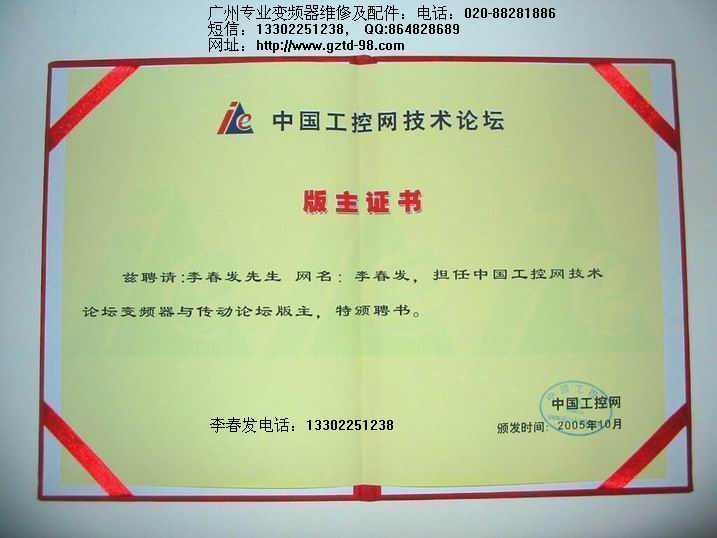 广州专业变频器维修及配件：电话：020-88281886
短信：13302251238， QQ:864828689
网址：http://www.gztd-98.com
中国工控网技术论坛
版主证书
兹聘请:李春发先生 网名：李春发，担任中国工控网技术
论坛变频器与传动论坛版主，特颁聘书。
中国工控网
李春发电话：13302251238
颁发时间：2005年10月